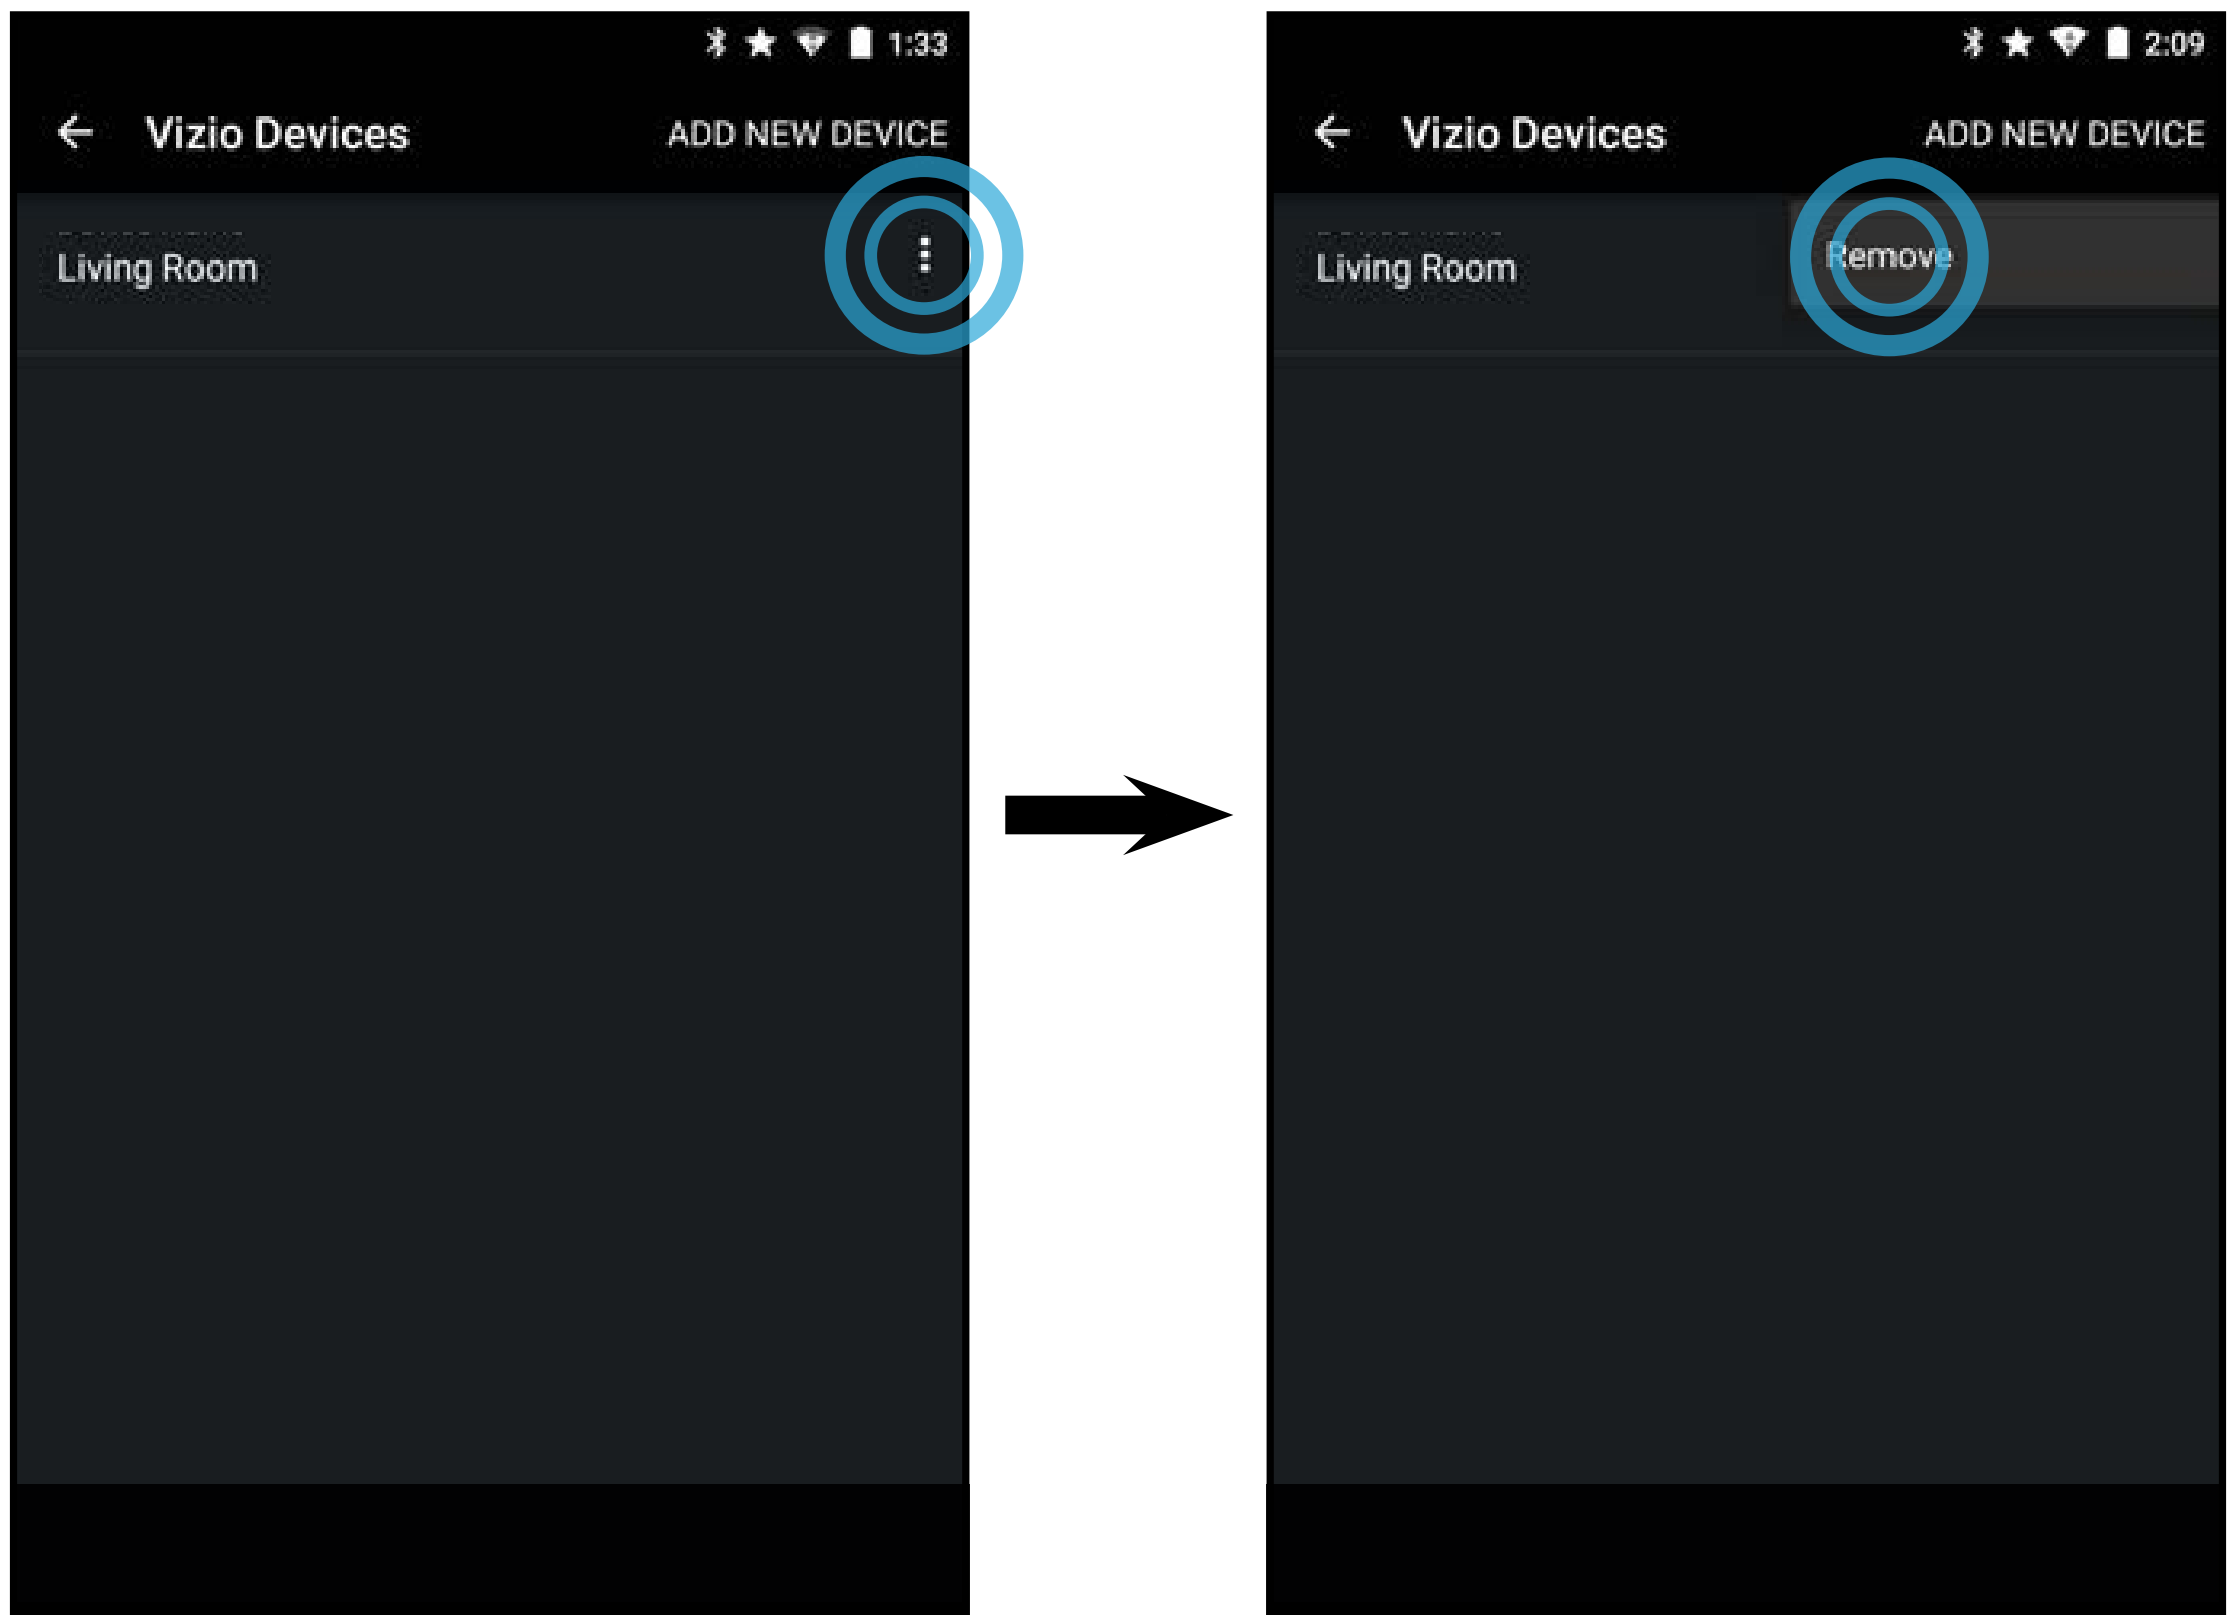 1:33
Vizio Devices ADD NEW DEVICE
Living Room
2:09
Vizio Devices ADD NEW DEVICE
Living Room
Remove